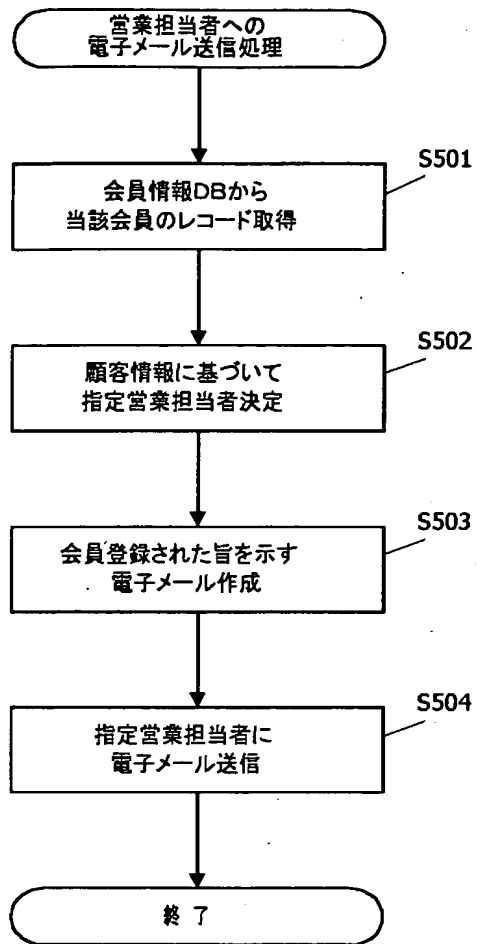 営業担当者への
電子メール送信処理
S501
会員情報DBから
当該会員のレコード取得
S502
顧客情報に基づいて
指定営業担当者決定
S503
会員登録された旨を示す
電子メール作成
S504
指定営業担当者に
電子メール送信
終了